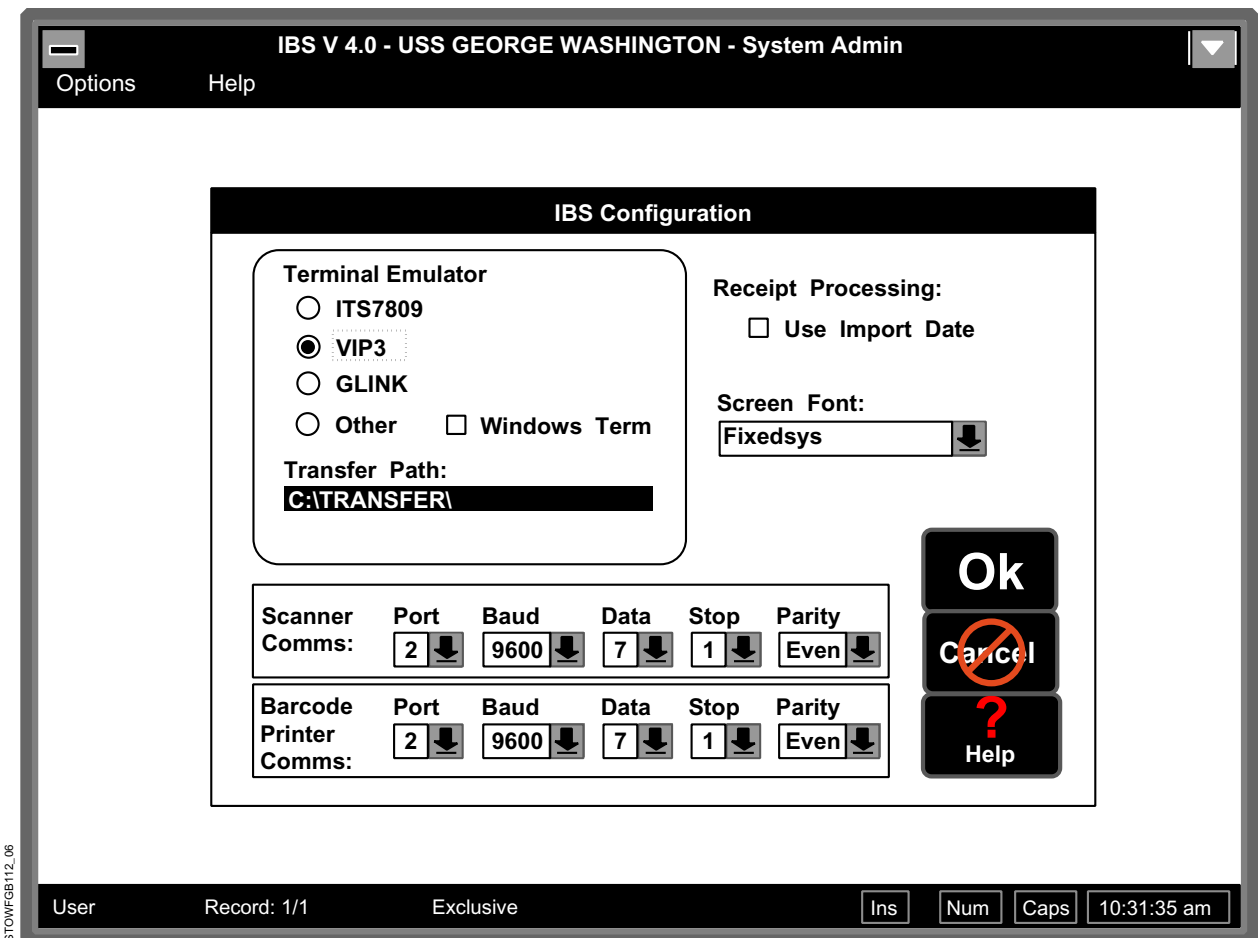 IBS V 4.0 - USS GEORGE WASHINGTON - System Admin
Options Help
IBS Configuration
Terminal Emulator
ITS7809
VIP3
GLINK
Other Windows Term
Transfer Path:
C:\TRANSFER\
Receipt Processing:
Use Import Date
Screen Font:
Fixedsys
Scanner Comms:
Port Baud Data Stop Parity
2 9600 7 1 Even
Barcode Printer Comms:
Port Baud Data Stop Parity
2 9600 7 1 Even
Ok
Cancel
?
Help
User Record: 1/1 Exclusive Ins Num Caps 10:31:35 am
STOWFGB112_06